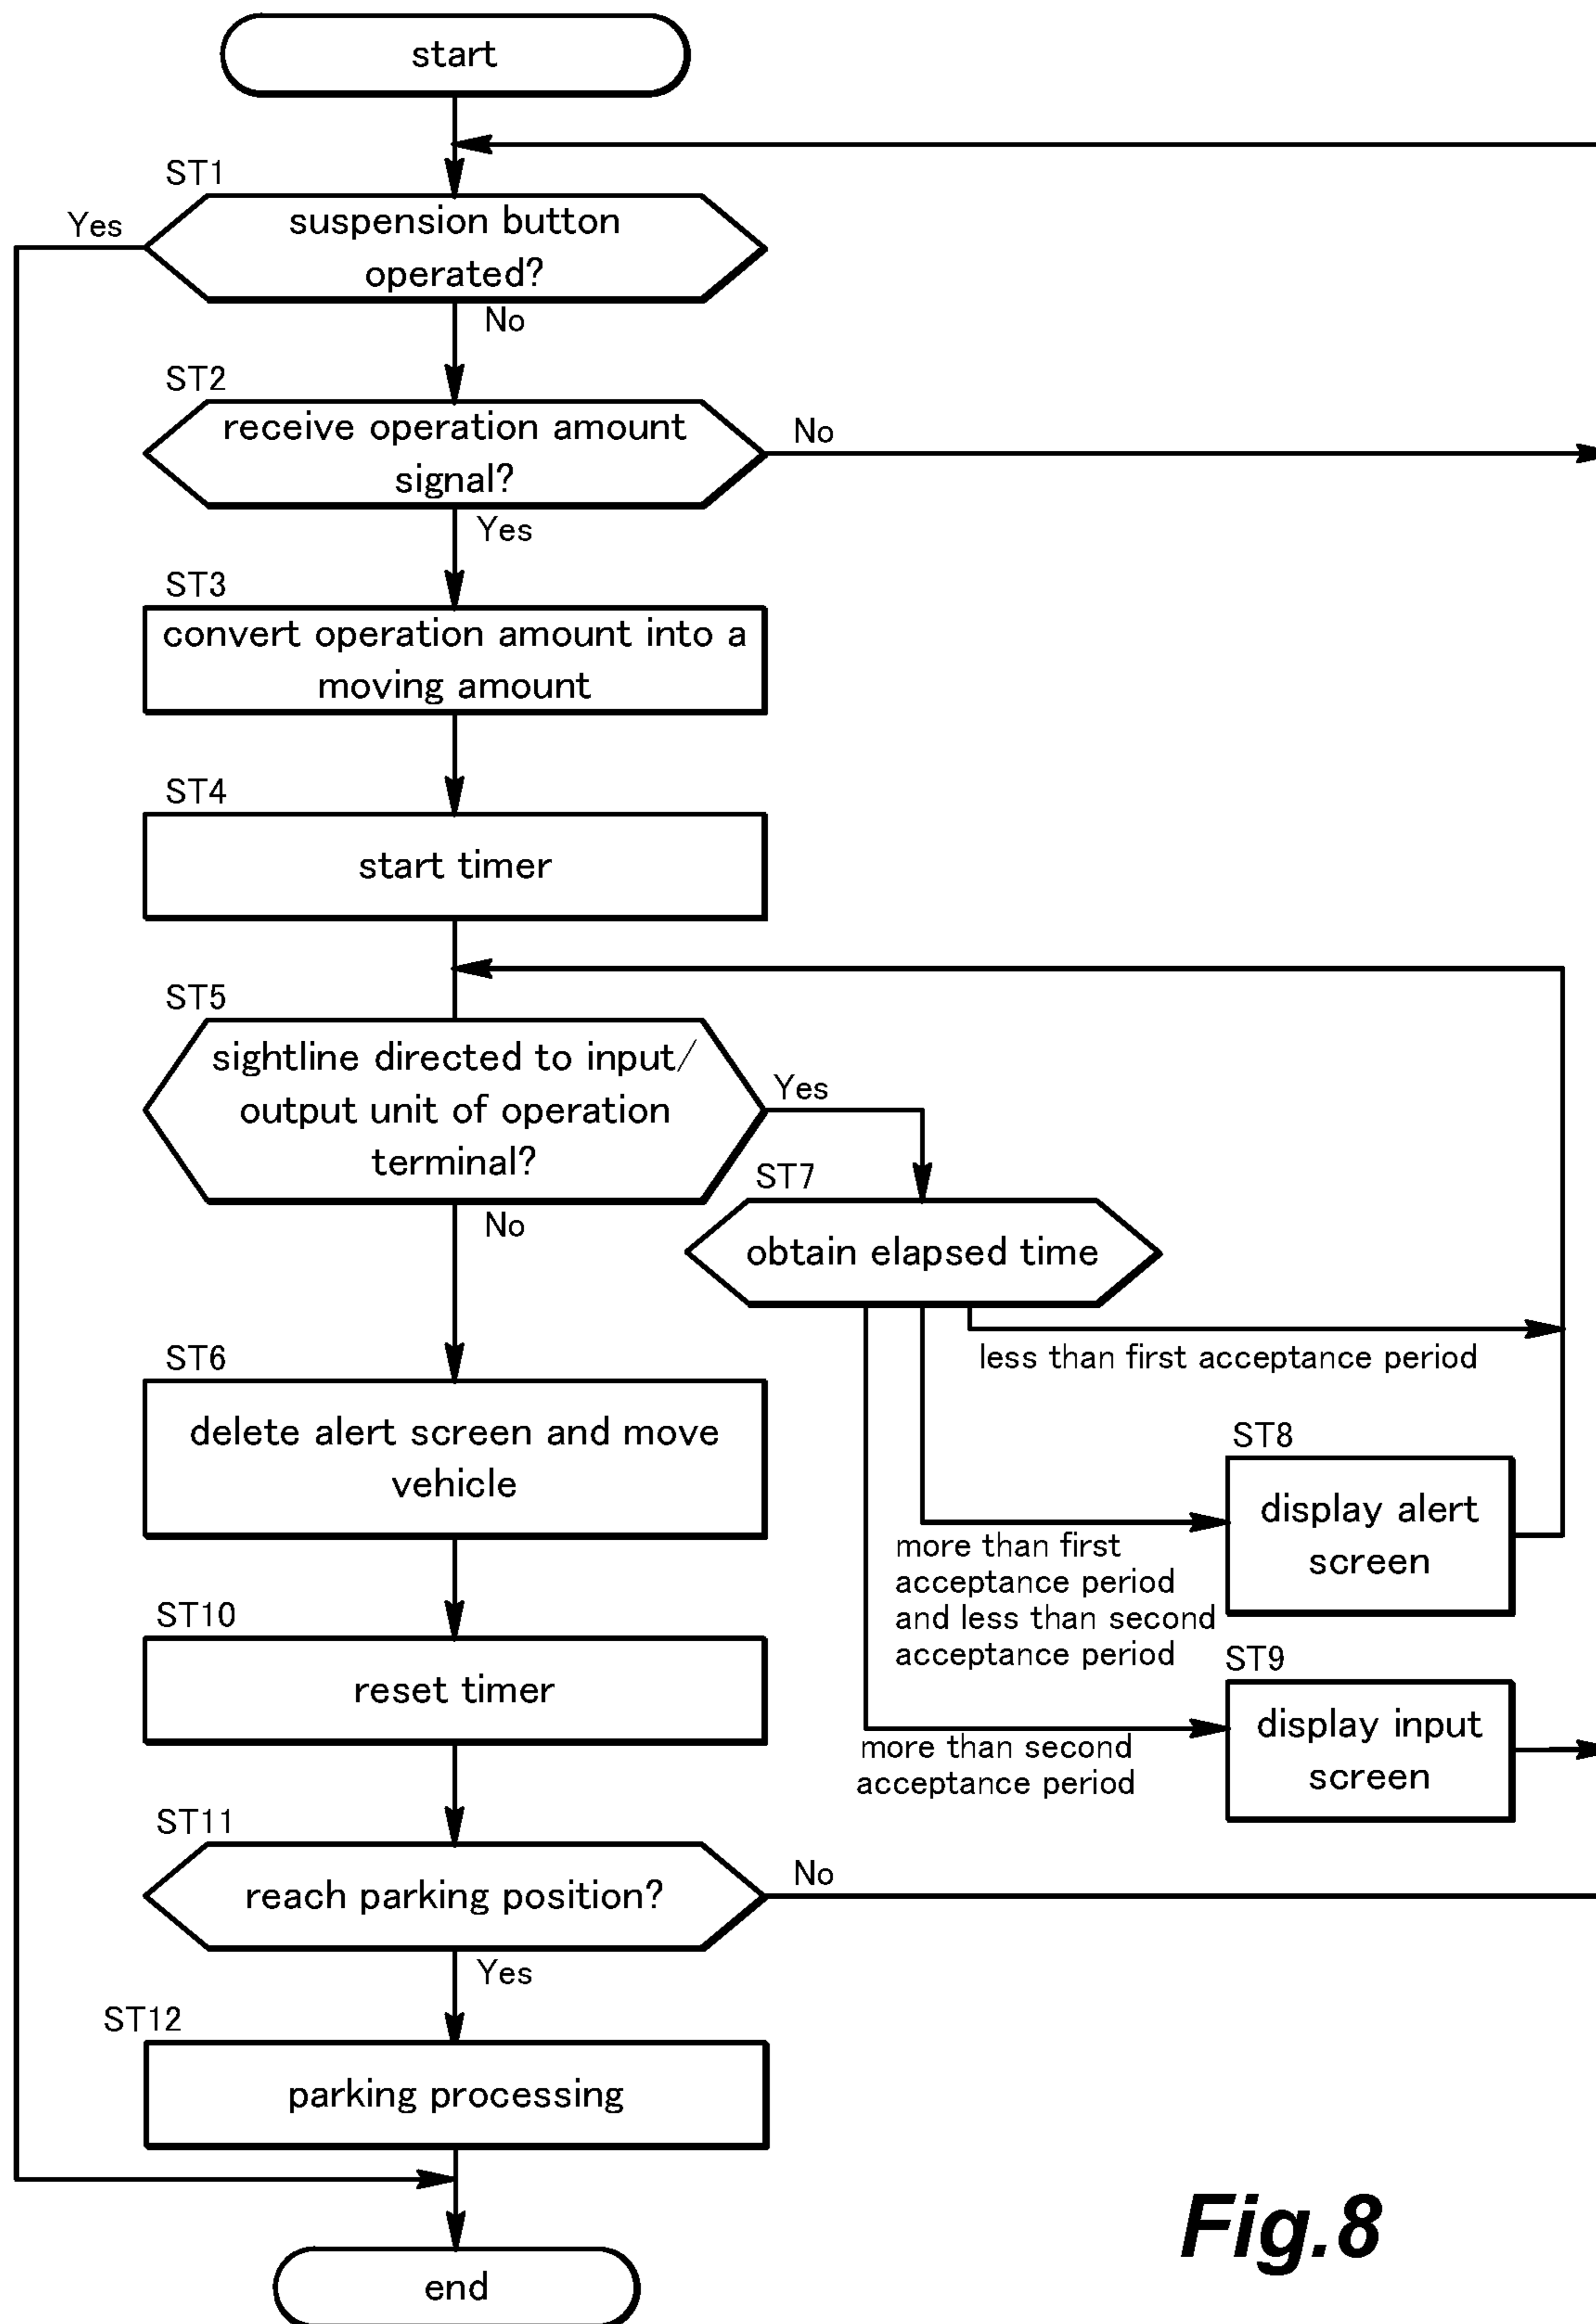 start
ST1
Yes
suspension button
operated?
No
ST2
receive operation amount
signal?
No
Yes
ST3
convert operation amount into a
moving amount
ST4
start timer
ST5
sightline directed to input/
output unit of operation
terminal?
Yes
No
ST7
obtain elapsed time
less than first acceptance period
ST6
delete alert screen and move
vehicle
ST8
display alert
screen
more than first
acceptance period
and less than second
acceptance period
ST10
reset timer
ST9
display input
screen
more than second
acceptance period
ST11
reach parking position?
No
Yes
ST12
parking processing
end
Fig.8